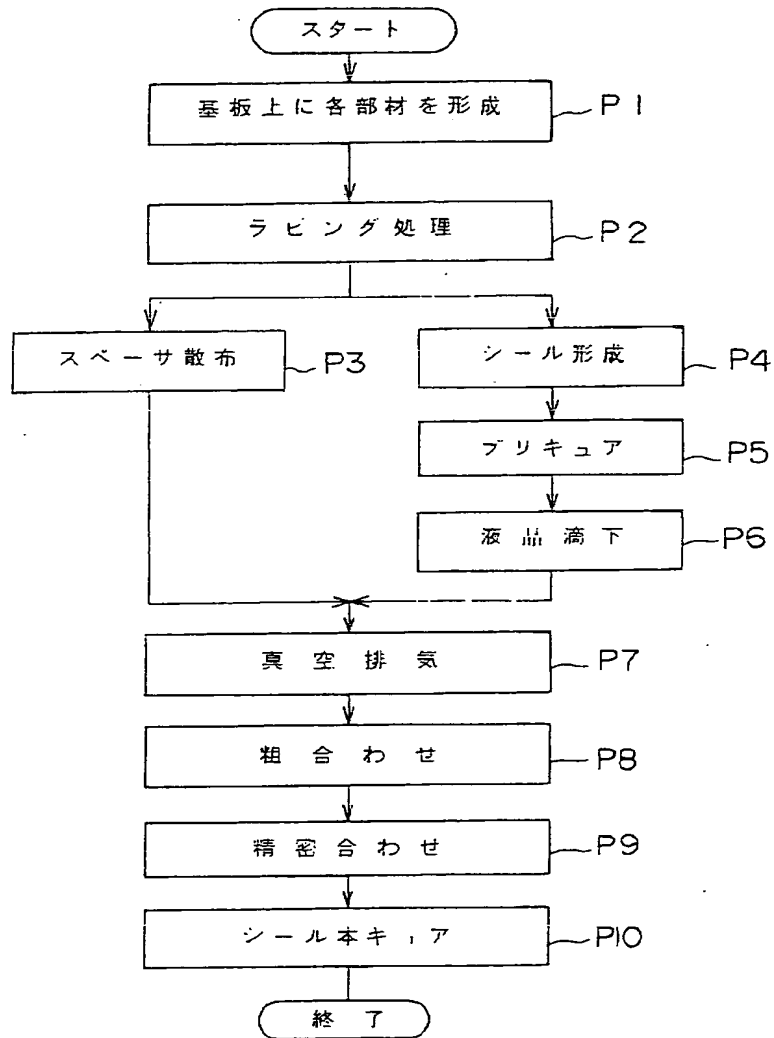 スタート
基板上に各部材を形成 P1
ラビング処理 P2
スペーサ散布 P3
シール形成 P4
プリキュア P5
液晶滴下 P6
真空排気 P7
粗合わせ P8
精密合わせ P9
シール本キュア P10
終了